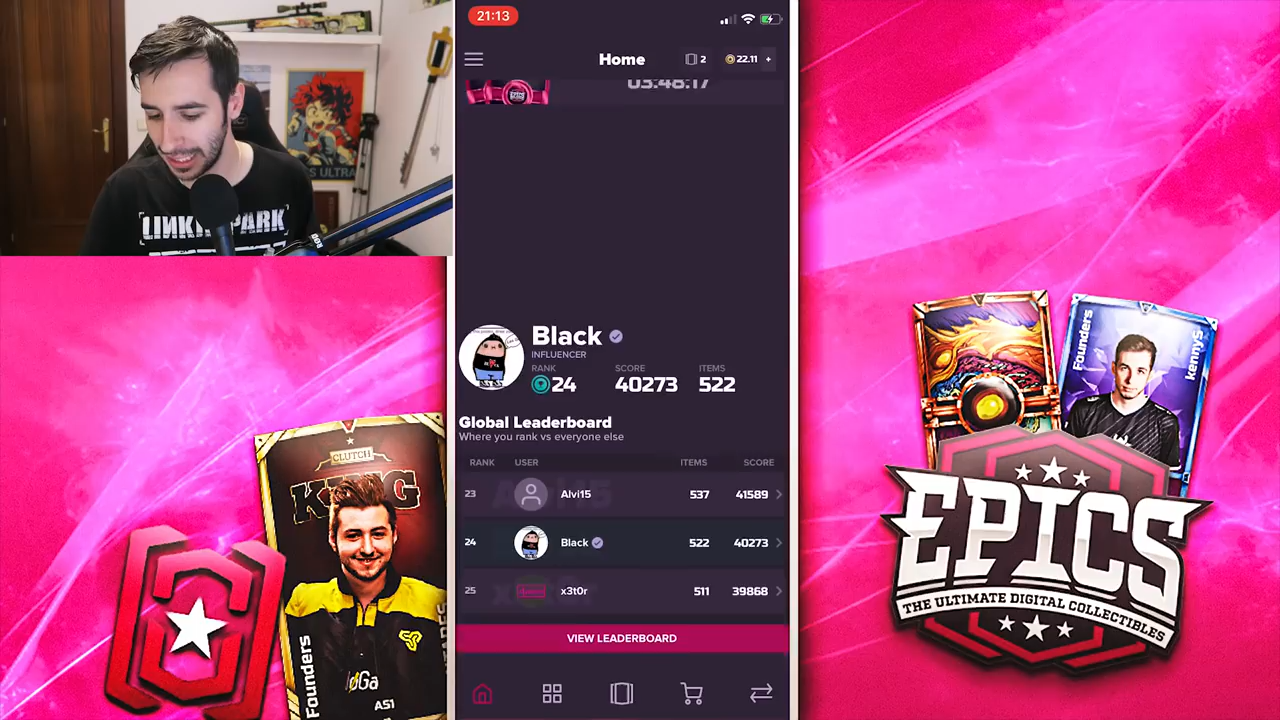 21:13
Home
2
22.11 +
03:48:17
LINKIN PARK
S ULTRA
Black
INFLUENCER
RANK SCORE ITEMS
24 40273 522
Global Leaderboard
Where you rank vs everyone else
RANK USER ITEMS SCORE
23 Alvi15 537 41589
24 Black 522 40273
25 x3t0r 511 39868
VIEW LEADERBOARD
CLUTCH
KING
Founders
A51
Founders
kennyS
EPICS
THE ULTIMATE DIGITAL COLLECTIBLES